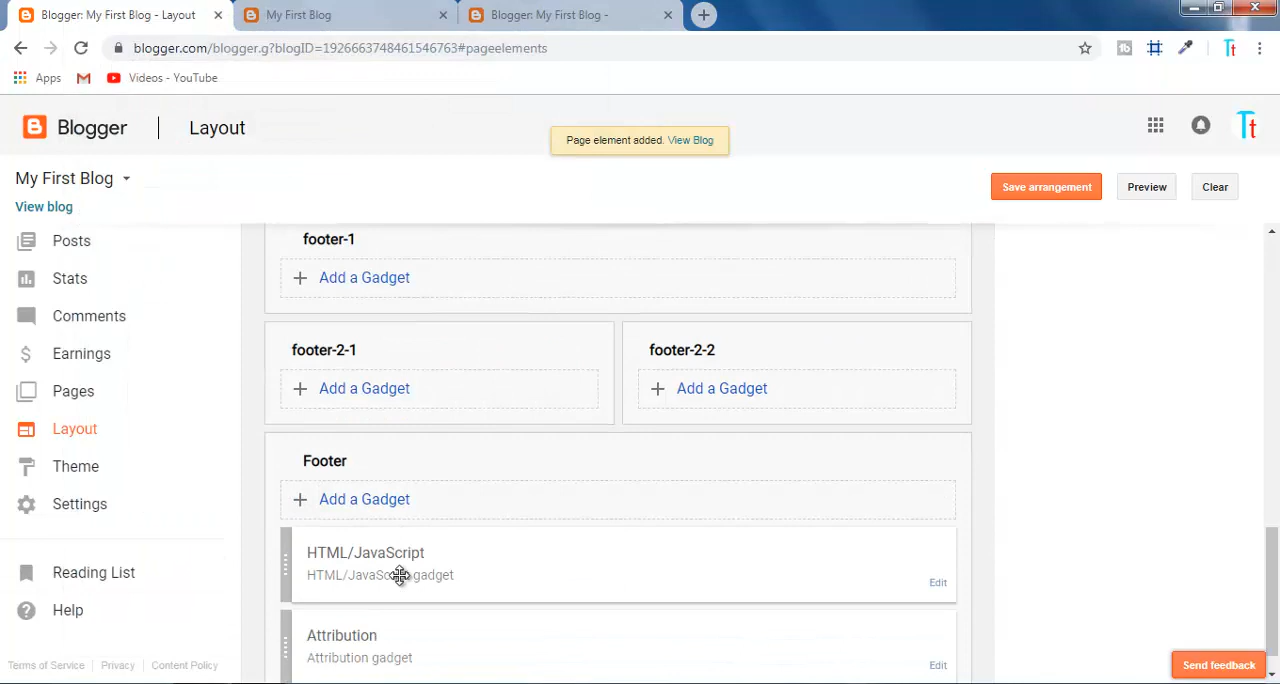 Blogger: My First Blog - Layout
My First Blog
Blogger: My First Blog -
blogger.com/blogger.g?blogID=1926663748461546763#pageelements
Apps
Videos - YouTube
Blogger
Layout
Page element added. View Blog
My First Blog
View blog
Save arrangement
Preview
Clear
Posts
Stats
Comments
Earnings
Pages
Layout
Theme
Settings
Reading List
Help
Terms of Service
Privacy
Content Policy
footer-1
Add a Gadget
footer-2-1
Add a Gadget
footer-2-2
Add a Gadget
Footer
Add a Gadget
HTML/JavaScript
HTML/JavaScript gadget
Edit
Attribution
Attribution gadget
Edit
Send feedback